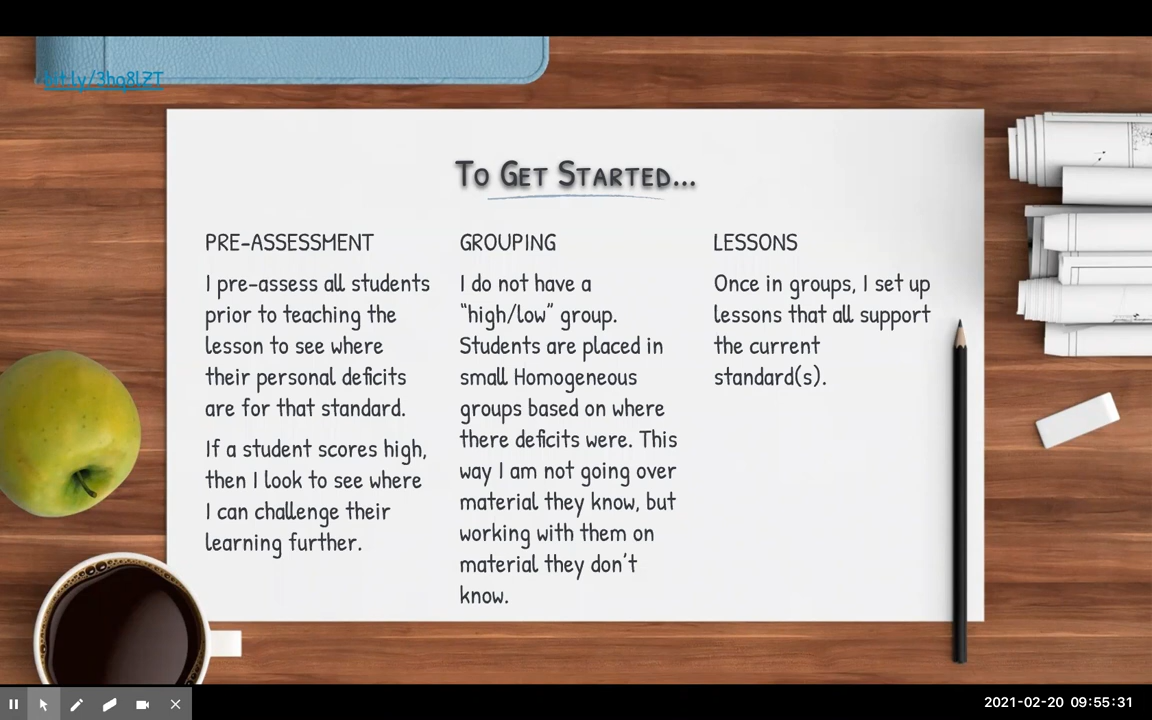 bit.ly/3hq8lZT
To Get Started...
PRE-ASSESSMENT
I pre-assess all students
prior to teaching the
lesson to see where
their personal deficits
are for that standard.
If a student scores high,
then I look to see where
I can challenge their
learning further.
GROUPING
I do not have a
“high/low” group.
Students are placed in
small Homogeneous
groups based on where
there deficits were. This
way I am not going over
material they know, but
working with them on
material they don't
know.
LESSONS
Once in groups, I set up
lessons that all support
the current
standard(s).
2021-02-20 09:55:31